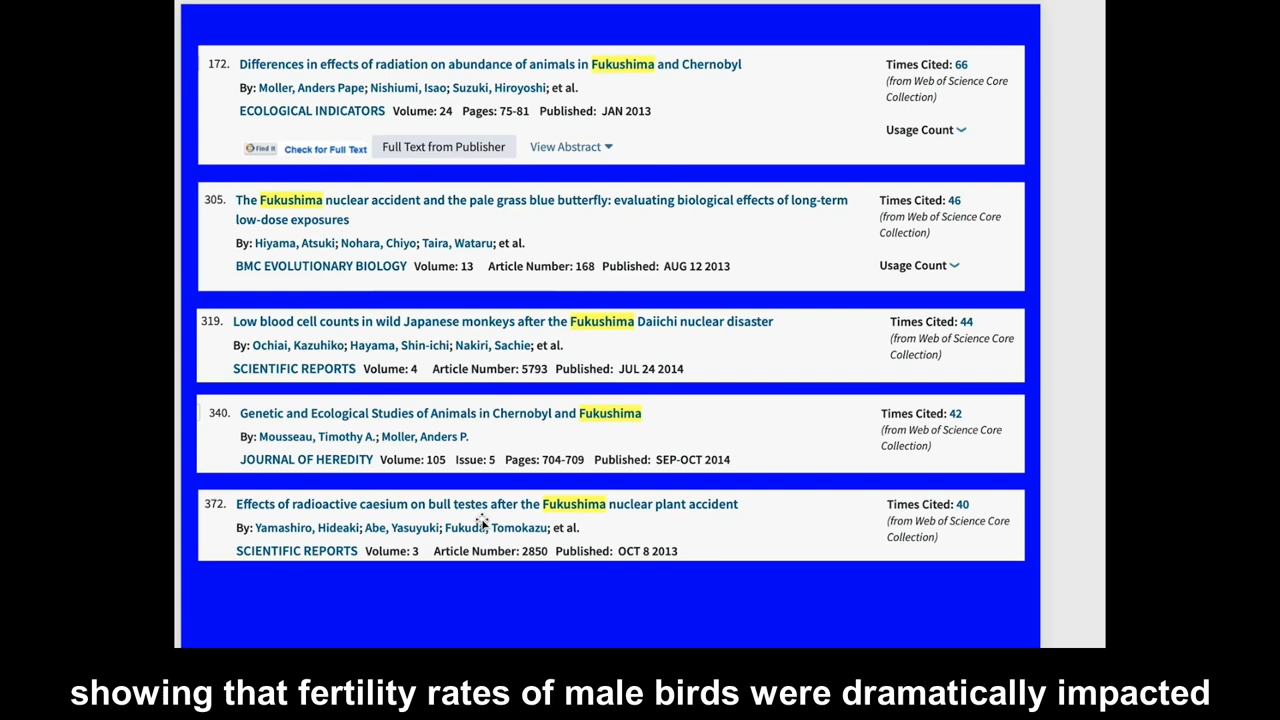 172. Differences in effects of radiation on abundance of animals in Fukushima and Chernobyl
Times Cited: 66
By: Moller, Anders Pape; Nishiumi, Isao; Suzuki, Hiroyoshi; et al.
(from Web of Science Core
Collection)
ECOLOGICAL INDICATORS Volume: 24 Pages: 75-81 Published: JAN 2013
Usage Count
Find It Check for Full Text Full Text from Publisher View Abstract
305. The Fukushima nuclear accident and the pale grass blue butterfly: evaluating biological effects of long-term
low-dose exposures
Times Cited: 46
(from Web of Science Core
Collection)
By: Hiyama, Atsuki; Nohara, Chiyo; Taira, Wataru; et al.
BMC EVOLUTIONARY BIOLOGY Volume: 13 Article Number: 168 Published: AUG 12 2013
Usage Count
319. Low blood cell counts in wild Japanese monkeys after the Fukushima Daiichi nuclear disaster
Times Cited: 44
By: Ochiai, Kazuhiko; Hayama, Shin-ichi; Nakiri, Sachie; et al.
(from Web of Science Core
Collection)
SCIENTIFIC REPORTS Volume: 4 Article Number: 5793 Published: JUL 24 2014
340. Genetic and Ecological Studies of Animals in Chernobyl and Fukushima
Times Cited: 42
By: Mousseau, Timothy A.; Moller, Anders P.
(from Web of Science Core
Collection)
JOURNAL OF HEREDITY Volume: 105 Issue: 5 Pages: 704-709 Published: SEP-OCT 2014
372. Effects of radioactive caesium on bull testes after the Fukushima nuclear plant accident
Times Cited: 40
By: Yamashiro, Hideaki; Abe, Yasuyuki; Fukuda, Tomokazu; et al.
(from Web of Science Core
Collection)
SCIENTIFIC REPORTS Volume: 3 Article Number: 2850 Published: OCT 8 2013
showing that fertility rates of male birds were dramatically impacted